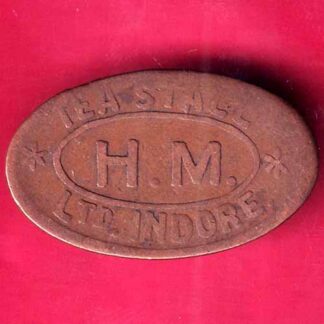 TEA STALL
H.M.
LTD. INDORE